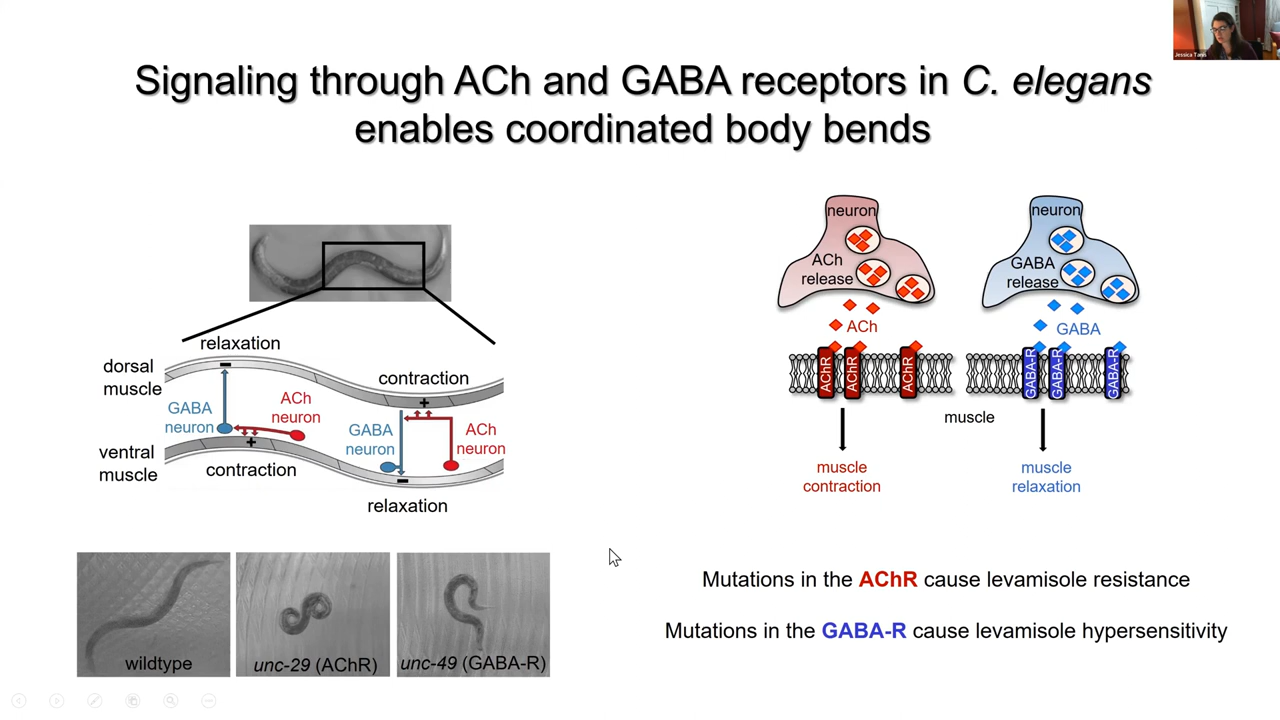 Jessica Tanis
Signaling through ACh and GABA receptors in C. elegans
enables coordinated body bends
relaxation
dorsal
muscle
contraction
GABA
neuron
ACh
neuron
GABA
neuron
ACh
neuron
ventral
muscle
contraction
relaxation
wildtype
unc-29 (AChR)
unc-49 (GABA-R)
neuron
ACh
release
ACh
AChR
AChR
AChR
muscle
contraction
neuron
GABA
release
GABA
GABA-R
GABA-R
GABA-R
muscle
muscle
relaxation
Mutations in the AChR cause levamisole resistance
Mutations in the GABA-R cause levamisole hypersensitivity